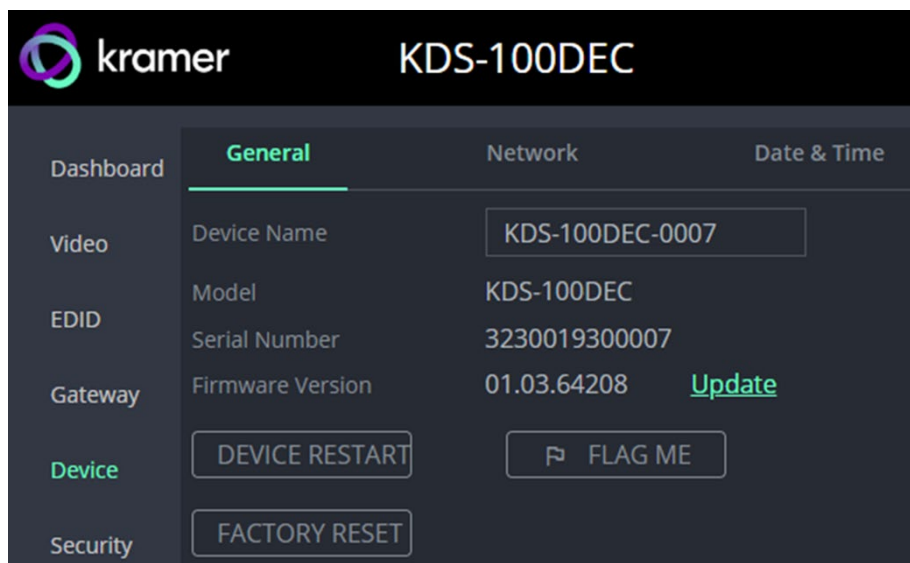 kramer KDS-100DEC
General Network Date & Time
Dashboard
Video
EDID
Gateway
Device
Security
Device Name KDS-100DEC-0007
Model KDS-100DEC
Serial Number 3230019300007
Firmware Version 01.03.64208 Update
DEVICE RESTART FLAG ME
FACTORY RESET